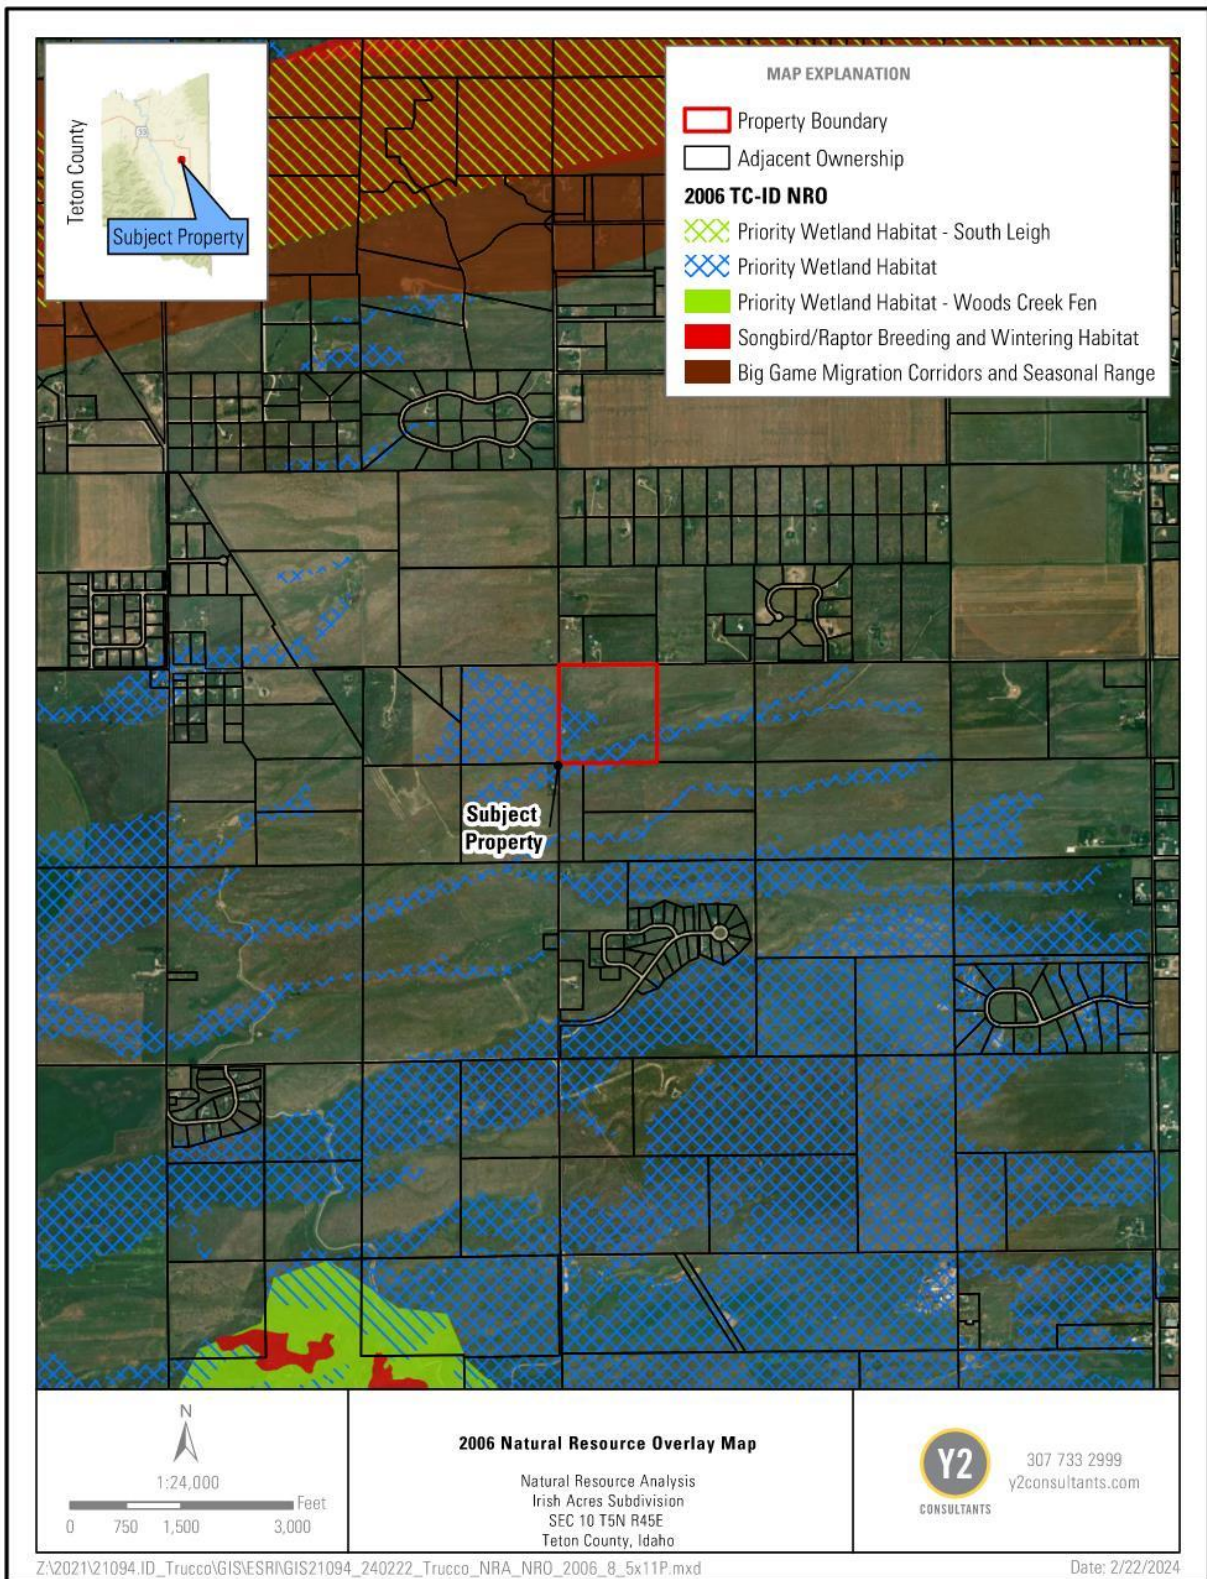 Teton County
33
Subject Property
MAP EXPLANATION
Property Boundary
Adjacent Ownership
2006 TC-ID NRO
Priority Wetland Habitat - South Leigh
Priority Wetland Habitat
Priority Wetland Habitat - Woods Creek Fen
Songbird/Raptor Breeding and Wintering Habitat
Big Game Migration Corridors and Seasonal Range
Subject
Property
N
1:24,000
Feet
0 750 1,500 3,000
2006 Natural Resource Overlay Map
Natural Resource Analysis
Irish Acres Subdivision
SEC 10 T5N R45E
Teton County, Idaho
Y2
CONSULTANTS
307 733 2999
y2consultants.com
Z:\2021\21094.ID_Trucco\GIS\ESRI\GIS21094_240222_Trucco_NRA_NRO_2006_8_5x11P.mxd
Date: 2/22/2024